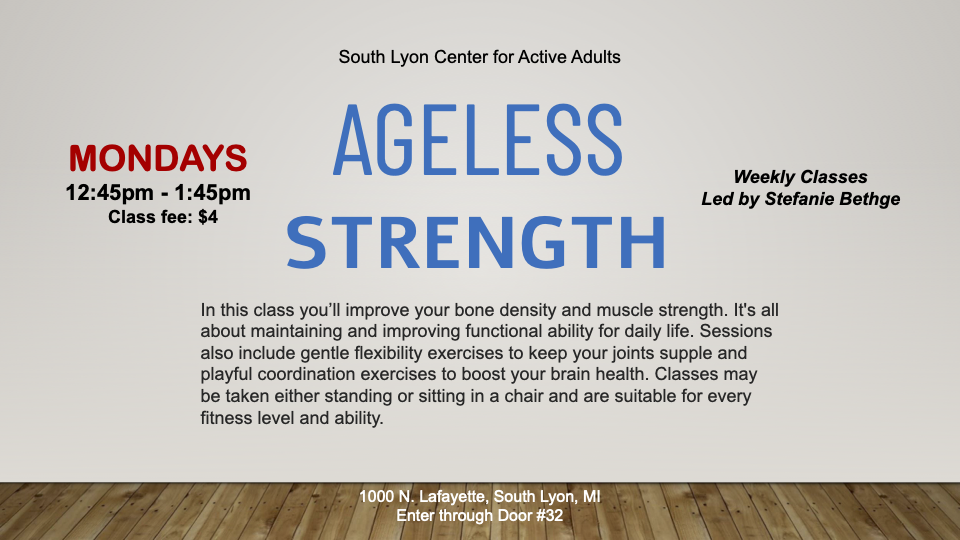 South Lyon Center for Active Adults
AGELESS
STRENGTH
MONDAYS
12:45pm - 1:45pm
Class fee: $4
Weekly Classes
Led by Stefanie Bethge
In this class you’ll improve your bone density and muscle strength. It's all
about maintaining and improving functional ability for daily life. Sessions
also include gentle flexibility exercises to keep your joints supple and
playful coordination exercises to boost your brain health. Classes may
be taken either standing or sitting in a chair and are suitable for every
fitness level and ability.
1000 N. Lafayette, South Lyon, MI
Enter through Door #32